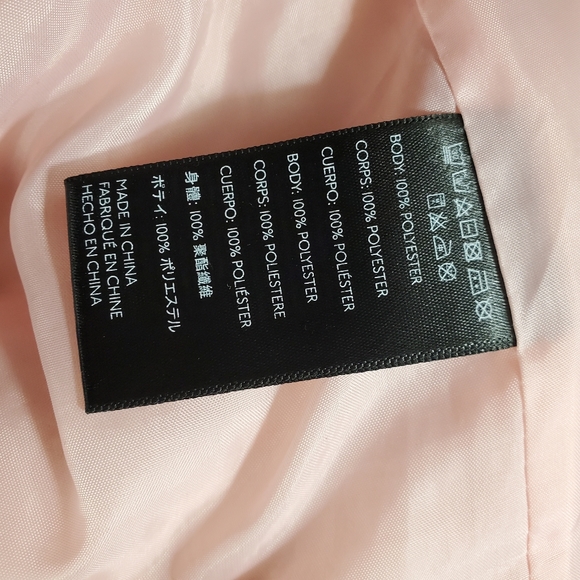 BODY: 100% POLYESTER
CORPS: 100% POLYESTER
CUERPO: 100% POLIÉSTER
BODY: 100% POLYESTER
CORPS: 100% POLIESTERE
CUERPO: 100% POLIÉSTER
身體: 100% 聚酯纖維
ボディ: 100% ポリエステル
MADE IN CHINA
FABRIQUÉ EN CHINE
HECHO EN CHINA